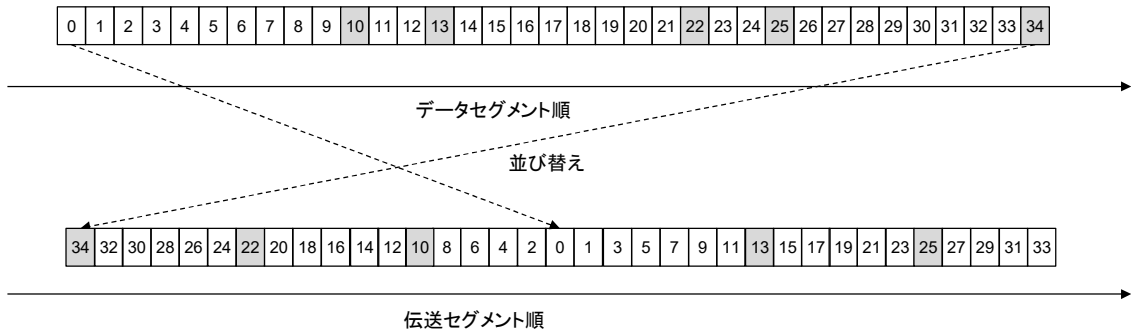 0 1 2 3 4 5 6 7 8 9 10 11 12 13 14 15 16 17 18 19 20 21 22 23 24 25 26 27 28 29 30 31 32 33 34
データセグメント順
並び替え
34 32 30 28 26 24 22 20 18 16 14 12 10 8 6 4 2 0 1 3 5 7 9 11 13 15 17 19 21 23 25 27 29 31 33
伝送セグメント順